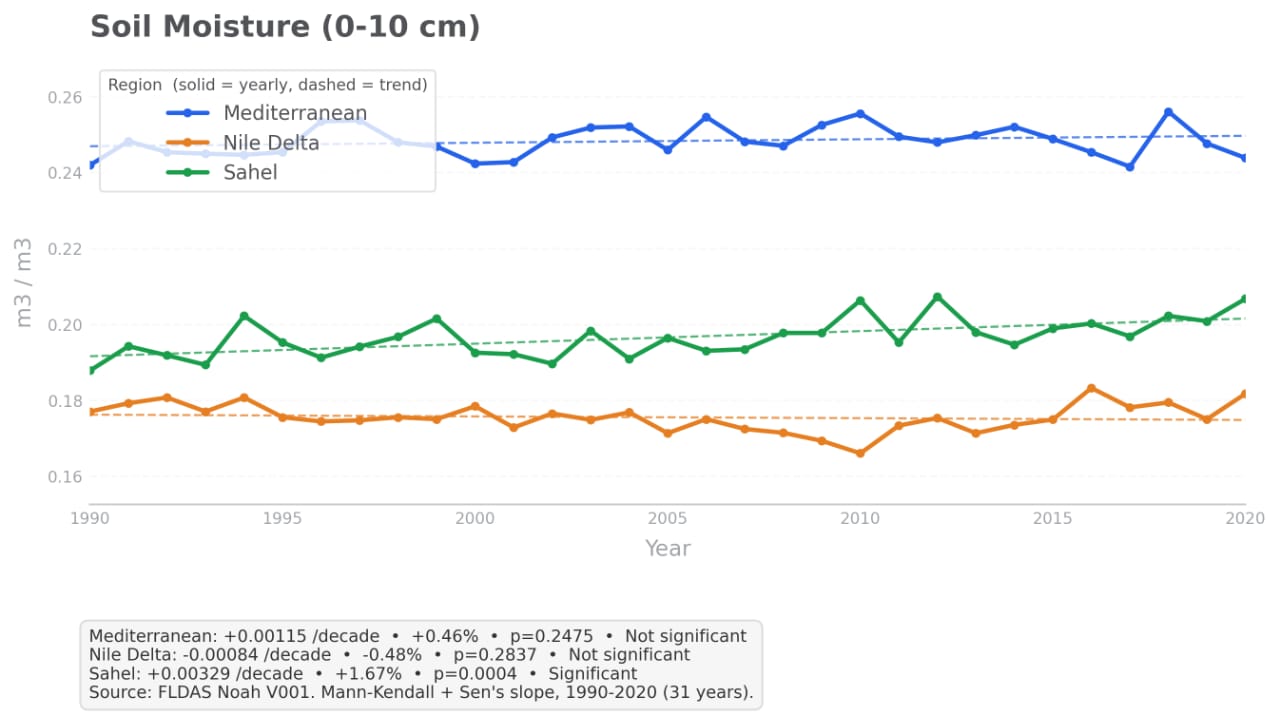 Soil Moisture (0-10 cm)
Region  (solid = yearly, dashed = trend)
Mediterranean
Nile Delta
Sahel
0.26
0.24
0.22
0.20
0.18
0.16
m3 / m3
1990 1995 2000 2005 2010 2015 2020
Year
Mediterranean: +0.00115 /decade • +0.46% • p=0.2475 • Not significant
Nile Delta: -0.00084 /decade • -0.48% • p=0.2837 • Not significant
Sahel: +0.00329 /decade • +1.67% • p=0.0004 • Significant
Source: FLDAS Noah V001. Mann-Kendall + Sen's slope, 1990-2020 (31 years).